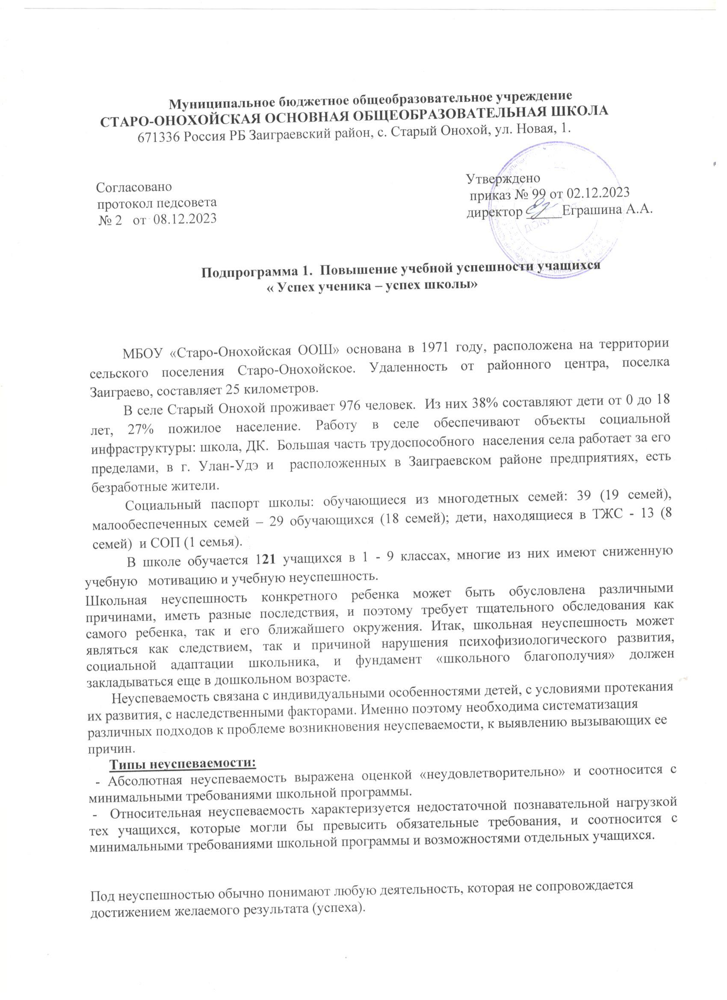 Муниципальное бюджетное общеобразовательное учреждение
СТАРО-ОНОХОЙСКАЯ ОСНОВНАЯ ОБЩЕОБРАЗОВАТЕЛЬНАЯ ШКОЛА
671336 Россия РБ Заиграевский район, с. Старый Онохой, ул. Новая, 1.
Согласовано
протокол педсовета
№ 2 от 08.12.2023
Утверждено
приказ № 99 от 02.12.2023
директор _____Еграшина А.А.
Подпрограмма 1. Повышение учебной успешности учащихся
« Успех ученика – успех школы»
МБОУ «Старо-Онохойская ООШ» основана в 1971 году, расположена на территории
сельского поселения Старо-Онохойское. Удаленность от районного центра, поселка
Заиграево, составляет 25 километров.
В селе Старый Онохой проживает 976 человек. Из них 38% составляют дети от 0 до 18
лет, 27% пожилое население. Работу в селе обеспечивают объекты социальной
инфраструктуры: школа, ДК. Большая часть трудоспособного населения села работает за его
пределами, в г. Улан-Удэ и расположенных в Заиграевском районе предприятиях, есть
безработные жители.
Социальный паспорт школы: обучающиеся из многодетных семей: 39 (19 семей),
малообеспеченных семей – 29 обучающихся (18 семей); дети, находящиеся в ТЖС - 13 (8
семей) и СОП (1 семья).
В школе обучается 121 учащихся в 1 - 9 классах, многие из них имеют сниженную
учебную мотивацию и учебную неуспешность.
Школьная неуспешность конкретного ребенка может быть обусловлена различными
причинами, иметь разные последствия, и поэтому требует тщательного обследования как
самого ребенка, так и его ближайшего окружения. Итак, школьная неуспешность может
являться как следствием, так и причиной нарушения психофизиологического развития,
социальной адаптации школьника, и фундамент «школьного благополучия» должен
закладываться еще в дошкольном возрасте.
Неуспеваемость связана с индивидуальными особенностями детей, с условиями протекания
их развития, с наследственными факторами. Именно поэтому необходима систематизация
различных подходов к проблеме возникновения неуспеваемости, к выявлению вызывающих ее
причин.
Типы неуспеваемости:
- Абсолютная неуспеваемость выражена оценкой «неудовлетворительно» и соотносится с
минимальными требованиями школьной программы.
- Относительная неуспеваемость характеризуется недостаточной познавательной нагрузкой
тех учащихся, которые могли бы превысить обязательные требования, и соотносится с
минимальными требованиями школьной программы и возможностями отдельных учащихся.
Под неуспешностью обычно понимают любую деятельность, которая не сопровождается
достижением желаемого результата (успеха).